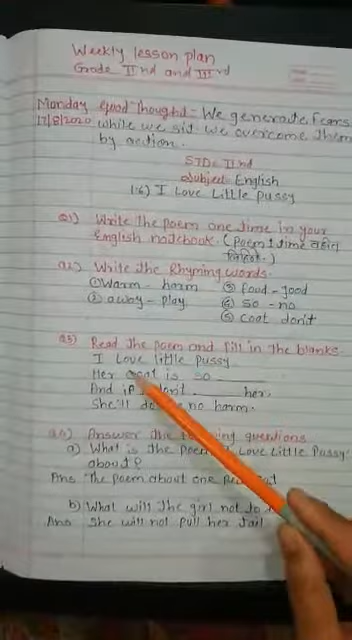 Weekly lesson plan
Grade IInd and IIIrd
Monday Good Thought - We generate Fears
17/8/2020 while we sit. We overcome them
by action.
STD:- IInd
Subject:- English
L:6) I Love Little Pussy
Q1) Write the poem one time in your
English notebook. (Poem 1 time
Q2) Write the Rhyming words.
① Warm - harm ③ food - good
② away - play ④ so - no
⑤ coat don't
Q3) Read the poem and fill in the blanks.
I Love little pussy
Her coat is so ____
And if I don't ____ her.
She'll do no harm.
Answer the following questions
a) What is the poem I Love Little Pussy
about?
Ans The poem about one cat
b) What will the girl not do
Ans She will not pull her tail